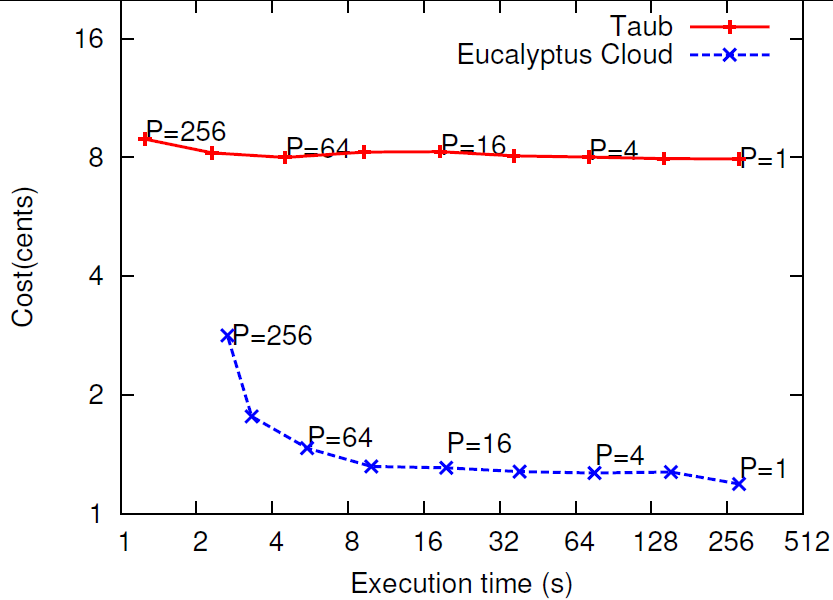 Taub
Eucalyptus Cloud
16
8
4
2
1
Cost(cents)
P=256
P=64
P=16
P=4
P=1
P=256
P=64
P=16
P=4
P=1
1 2 4 8 16 32 64 128 256 512
Execution time (s)